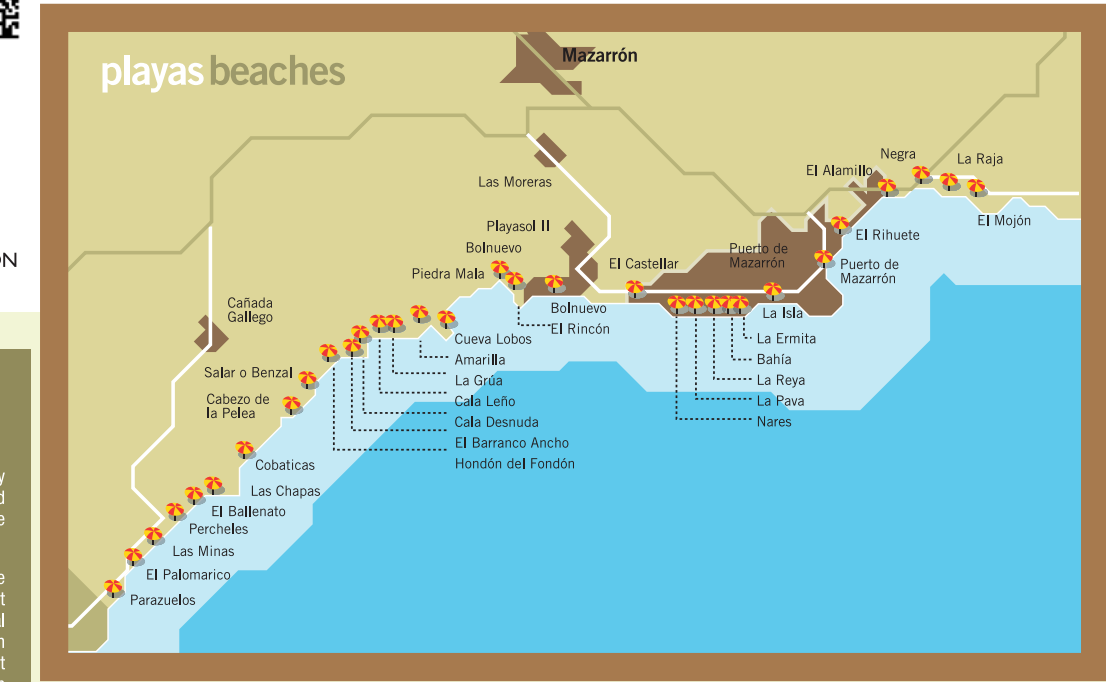 playas beaches
Mazarrón
Negra
La Raja
El Alamillo
Las Moreras
El Mojón
Playasol II
El Rihuete
Bolnuevo
Puerto de
Mazarrón
El Castellar
Piedra Mala
Puerto de
Mazarrón
Cañada
Gallego
Bolnuevo
La Isla
El Rincón
Cueva Lobos
La Ermita
Amarilla
Bahía
Salar o Benzal
La Grúa
La Reya
Cabezo de
la Pelea
Cala Leño
La Pava
Cala Desnuda
Nares
El Barranco Ancho
Cobaticas
Hondón del Fondón
Las Chapas
El Ballenato
Percheles
Las Minas
El Palomarico
Parazuelos
ON
y
d
e
e
t
al
n
t